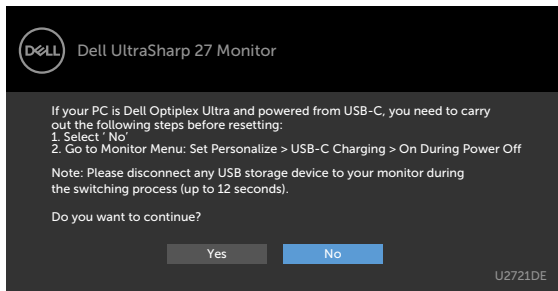 DELL
Dell UltraSharp 27 Monitor
If your PC is Dell Optiplex Ultra and powered from USB-C, you need to carry
out the following steps before resetting:
1. Select ‘ No’
2. Go to Monitor Menu: Set Personalize > USB-C Charging > On During Power Off
Note: Please disconnect any USB storage device to your monitor during
the switching process (up to 12 seconds).
Do you want to continue?
Yes No
U2721DE